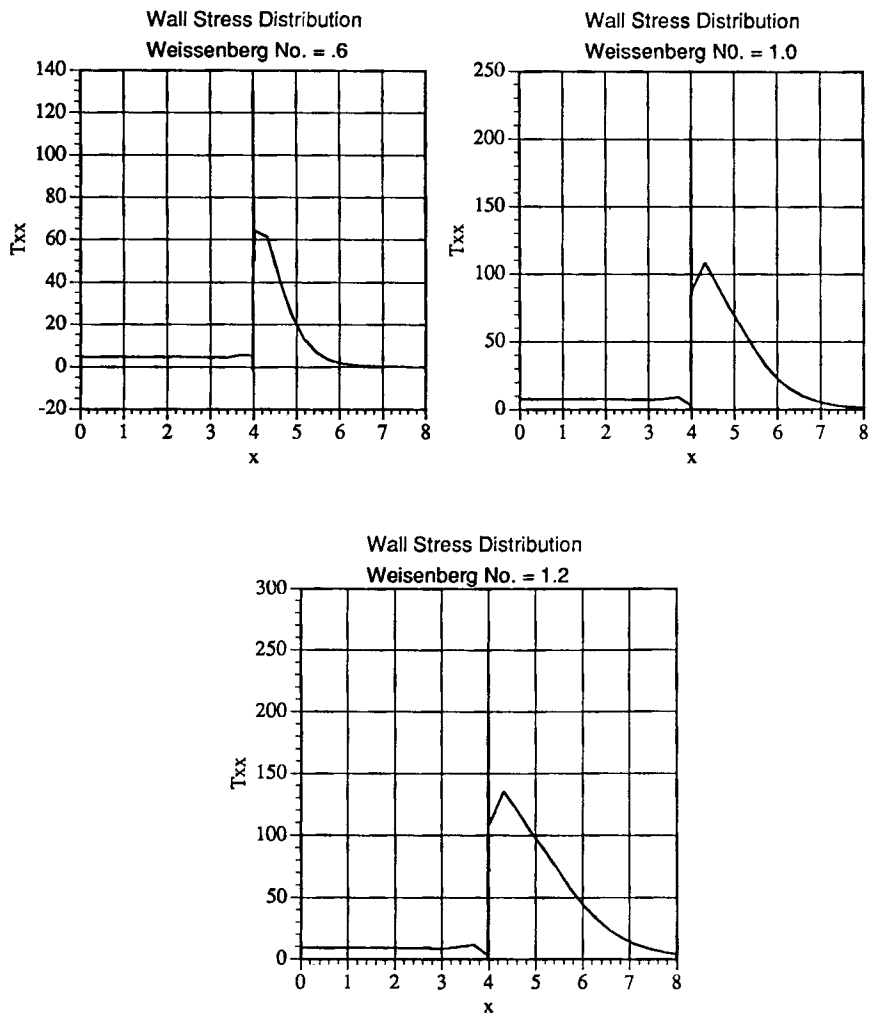 Wall Stress Distribution
Weissenberg No. = .6
140
120
100
80
60
40
20
0
-20
Txx
0 1 2 3 4 5 6 7 8
x
Wall Stress Distribution
Weissenberg N0. = 1.0
250
200
150
100
50
0
Txx
0 1 2 3 4 5 6 7 8
x
Wall Stress Distribution
Weisenberg No. = 1.2
300
250
200
150
100
50
0
Txx
0 1 2 3 4 5 6 7 8
x